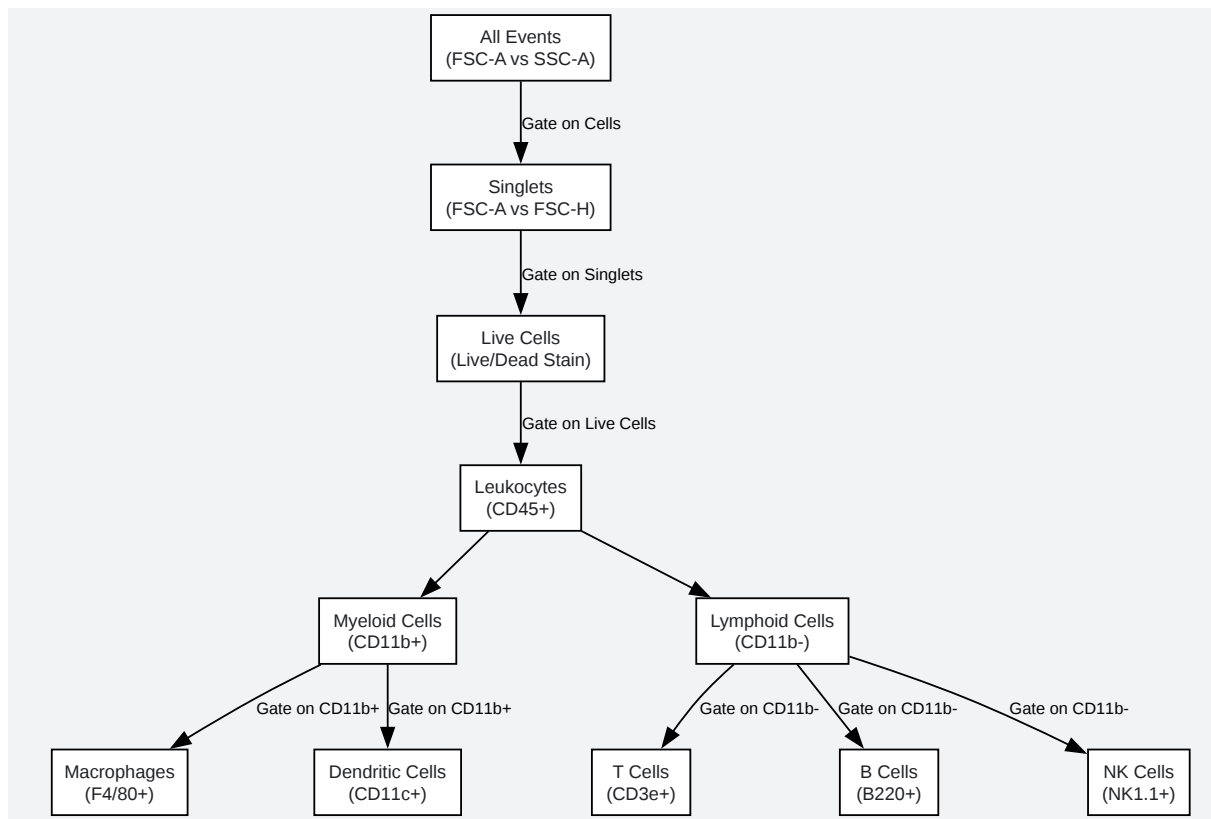 All Events
(FSC-A vs SSC-A)
Gate on Cells
Singlets
(FSC-A vs FSC-H)
Gate on Singlets
Live Cells
(Live/Dead Stain)
Gate on Live Cells
Leukocytes
(CD45+)
Myeloid Cells
(CD11b+)
Lymphoid Cells
(CD11b-)
Gate on CD11b+
Gate on CD11b+
Gate on CD11b-
Gate on CD11b-
Gate on CD11b-
Macrophages
(F4/80+)
Dendritic Cells
(CD11c+)
T Cells
(CD3e+)
B Cells
(B220+)
NK Cells
(NK1.1+)